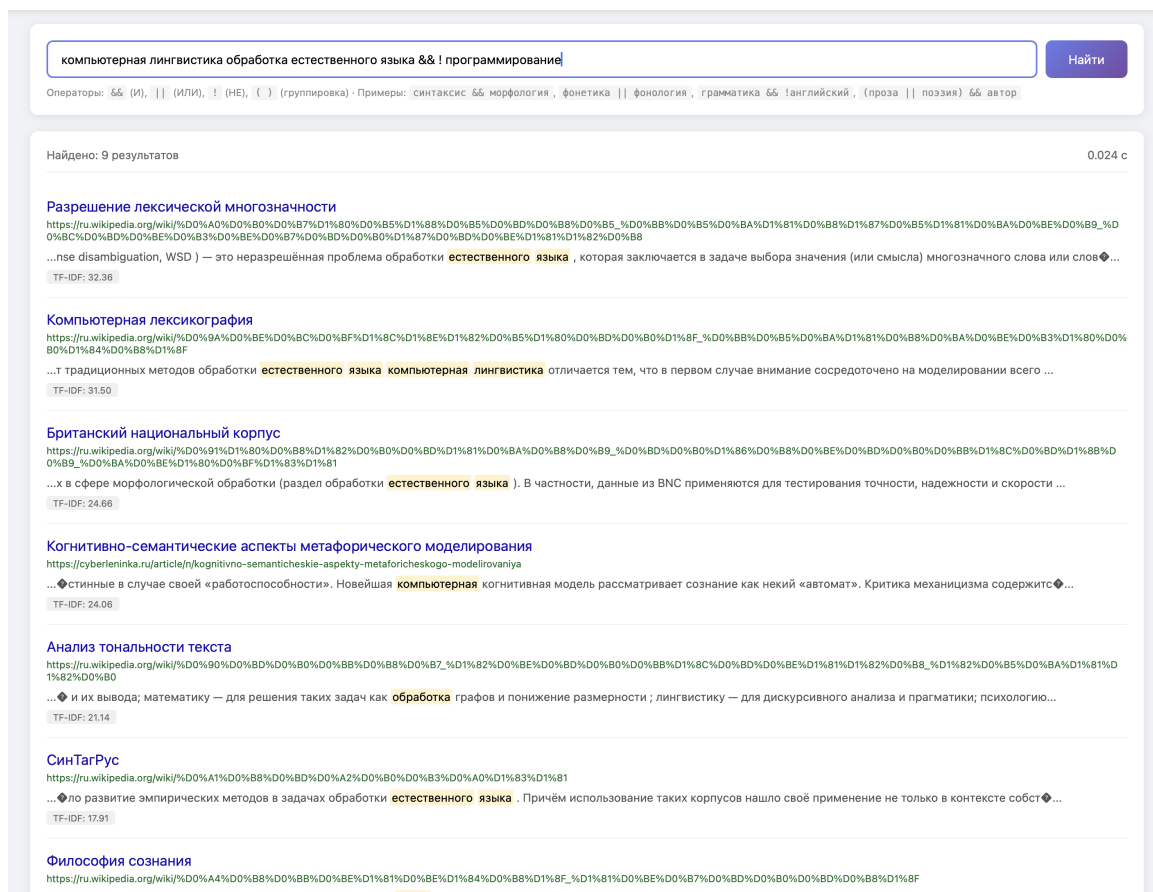 компьютерная лингвистика обработка естественного языка && ! программирование
Найти
Операторы: && (И), || (ИЛИ), ! (НЕ), ( ) (группировка) · Примеры: синтаксис && морфология, фонетика || фонология, грамматика && !английский, (проза || поэзия) && автор
Найдено: 9 результатов
0.024 с
Разрешение лексической многозначности
https://ru.wikipedia.org/wiki/%D0%A0%D0%B0%D0%B7%D1%80%D0%B5%D1%88%D0%B5%D0%BD%D0%B8%D0%B5_%D0%BB%D0%B5%D0%BA%D1%81%D0%B8%D1%87%D0%B5%D1%81%D0%BA%D0%BE%D0%B9_%D
0%BC%D0%BD%D0%BE%D0%B3%D0%BE%D0%B7%D0%BD%D0%B0%D1%87%D0%BD%D0%BE%D1%81%D1%82%D0%B8
...nse disambiguation, WSD ) — это неразрешённая проблема обработки естественного языка , которая заключается в задаче выбора значения (или смысла) многозначного слова или слов�...
TF-IDF: 32.36
Компьютерная лексикография
https://ru.wikipedia.org/wiki/%D0%9A%D0%BE%D0%BC%D0%BF%D1%8C%D1%8E%D1%82%D0%B5%D1%80%D0%BD%D0%B0%D1%8F_%D0%BB%D0%B5%D0%BA%D1%81%D0%B8%D0%BA%D0%BE%D0%B3%D1%80%D0%
B0%D1%84%D0%B8%D1%8F
...т традиционных методов обработки естественного языка компьютерная лингвистика отличается тем, что в первом случае внимание сосредоточено на моделировании всего ...
TF-IDF: 31.50
Британский национальный корпус
https://ru.wikipedia.org/wiki/%D0%91%D1%80%D0%B8%D1%82%D0%B0%D0%BD%D1%81%D0%BA%D0%B8%D0%B9_%D0%BD%D0%B0%D1%86%D0%B8%D0%BE%D0%BD%D0%B0%D0%BB%D1%8C%D0%BD%D1%8B%D
0%B9_%D0%BA%D0%BE%D1%80%D0%BF%D1%83%D1%81
...х в сфере морфологической обработки (раздел обработки естественного языка ). В частности, данные из BNC применяются для тестирования точности, надежности и скорости ...
TF-IDF: 24.66
Когнитивно-семантические аспекты метафорического моделирования
https://cyberleninka.ru/article/n/kognitivno-semanticheskie-aspekty-metaforicheskogo-modelirovaniya
...�стинные в случае своей «работоспособности». Новейшая компьютерная когнитивная модель рассматривает сознание как некий «автомат». Критика механицизма содержитс�...
TF-IDF: 24.06
Анализ тональности текста
https://ru.wikipedia.org/wiki/%D0%90%D0%BD%D0%B0%D0%BB%D0%B8%D0%B7_%D1%82%D0%BE%D0%BD%D0%B0%D0%BB%D1%8C%D0%BD%D0%BE%D1%81%D1%82%D0%B8_%D1%82%D0%B5%D0%BA%D1%81%D
1%82%D0%B0
...� и их вывода; математику — для решения таких задач как обработка графов и понижение размерности ; лингвистику — для дискурсивного анализа и прагматики; психологию...
TF-IDF: 21.14
СинТагРус
https://ru.wikipedia.org/wiki/%D0%A1%D0%B8%D0%BD%D0%A2%D0%B0%D0%B3%D0%A0%D1%83%D1%81
...�ло развитие эмпирических методов в задачах обработки естественного языка . Причём использование таких корпусов нашло своё применение не только в контексте собст�...
TF-IDF: 17.91
Философия сознания
https://ru.wikipedia.org/wiki/%D0%A4%D0%B8%D0%BB%D0%BE%D1%81%D0%BE%D1%84%D0%B8%D1%8F_%D1%81%D0%BE%D0%B7%D0%BD%D0%B0%D0%BD%D0%B8%D1%8F